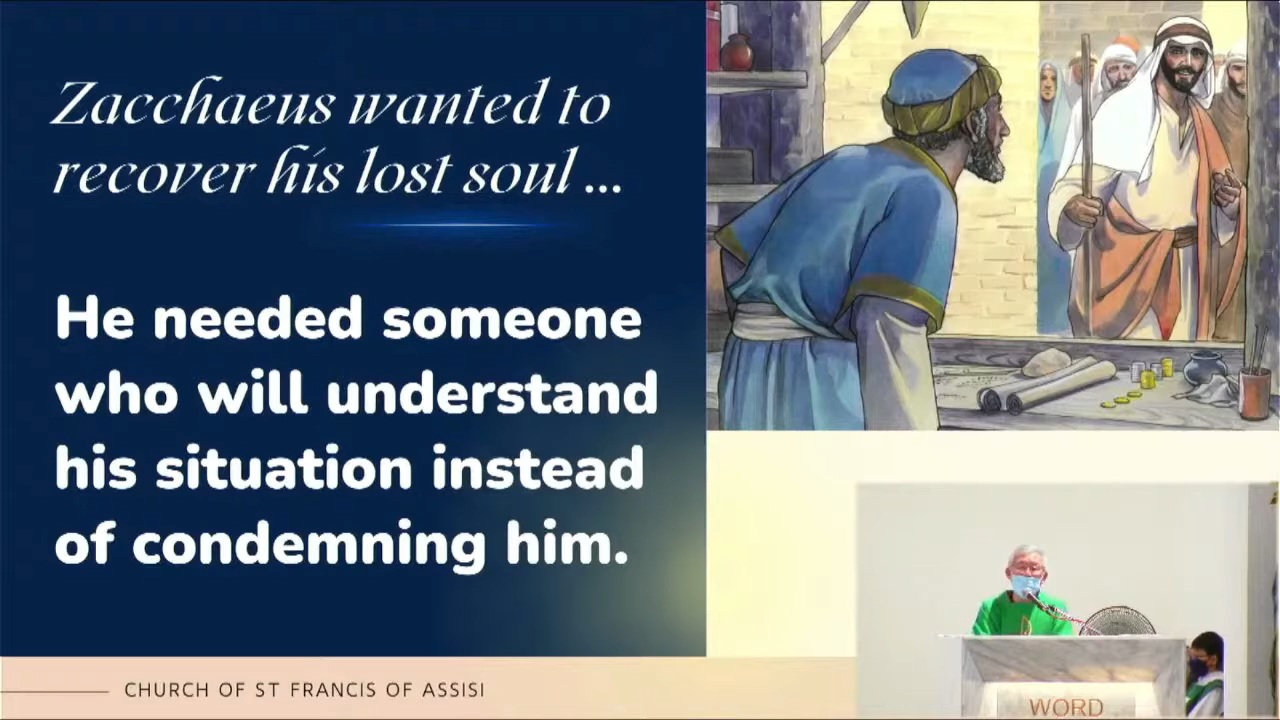 Zacchaeus wanted to
recover his lost soul ...
He needed someone
who will understand
his situation instead
of condemning him.
CHURCH OF ST FRANCIS OF ASSISI
WORD